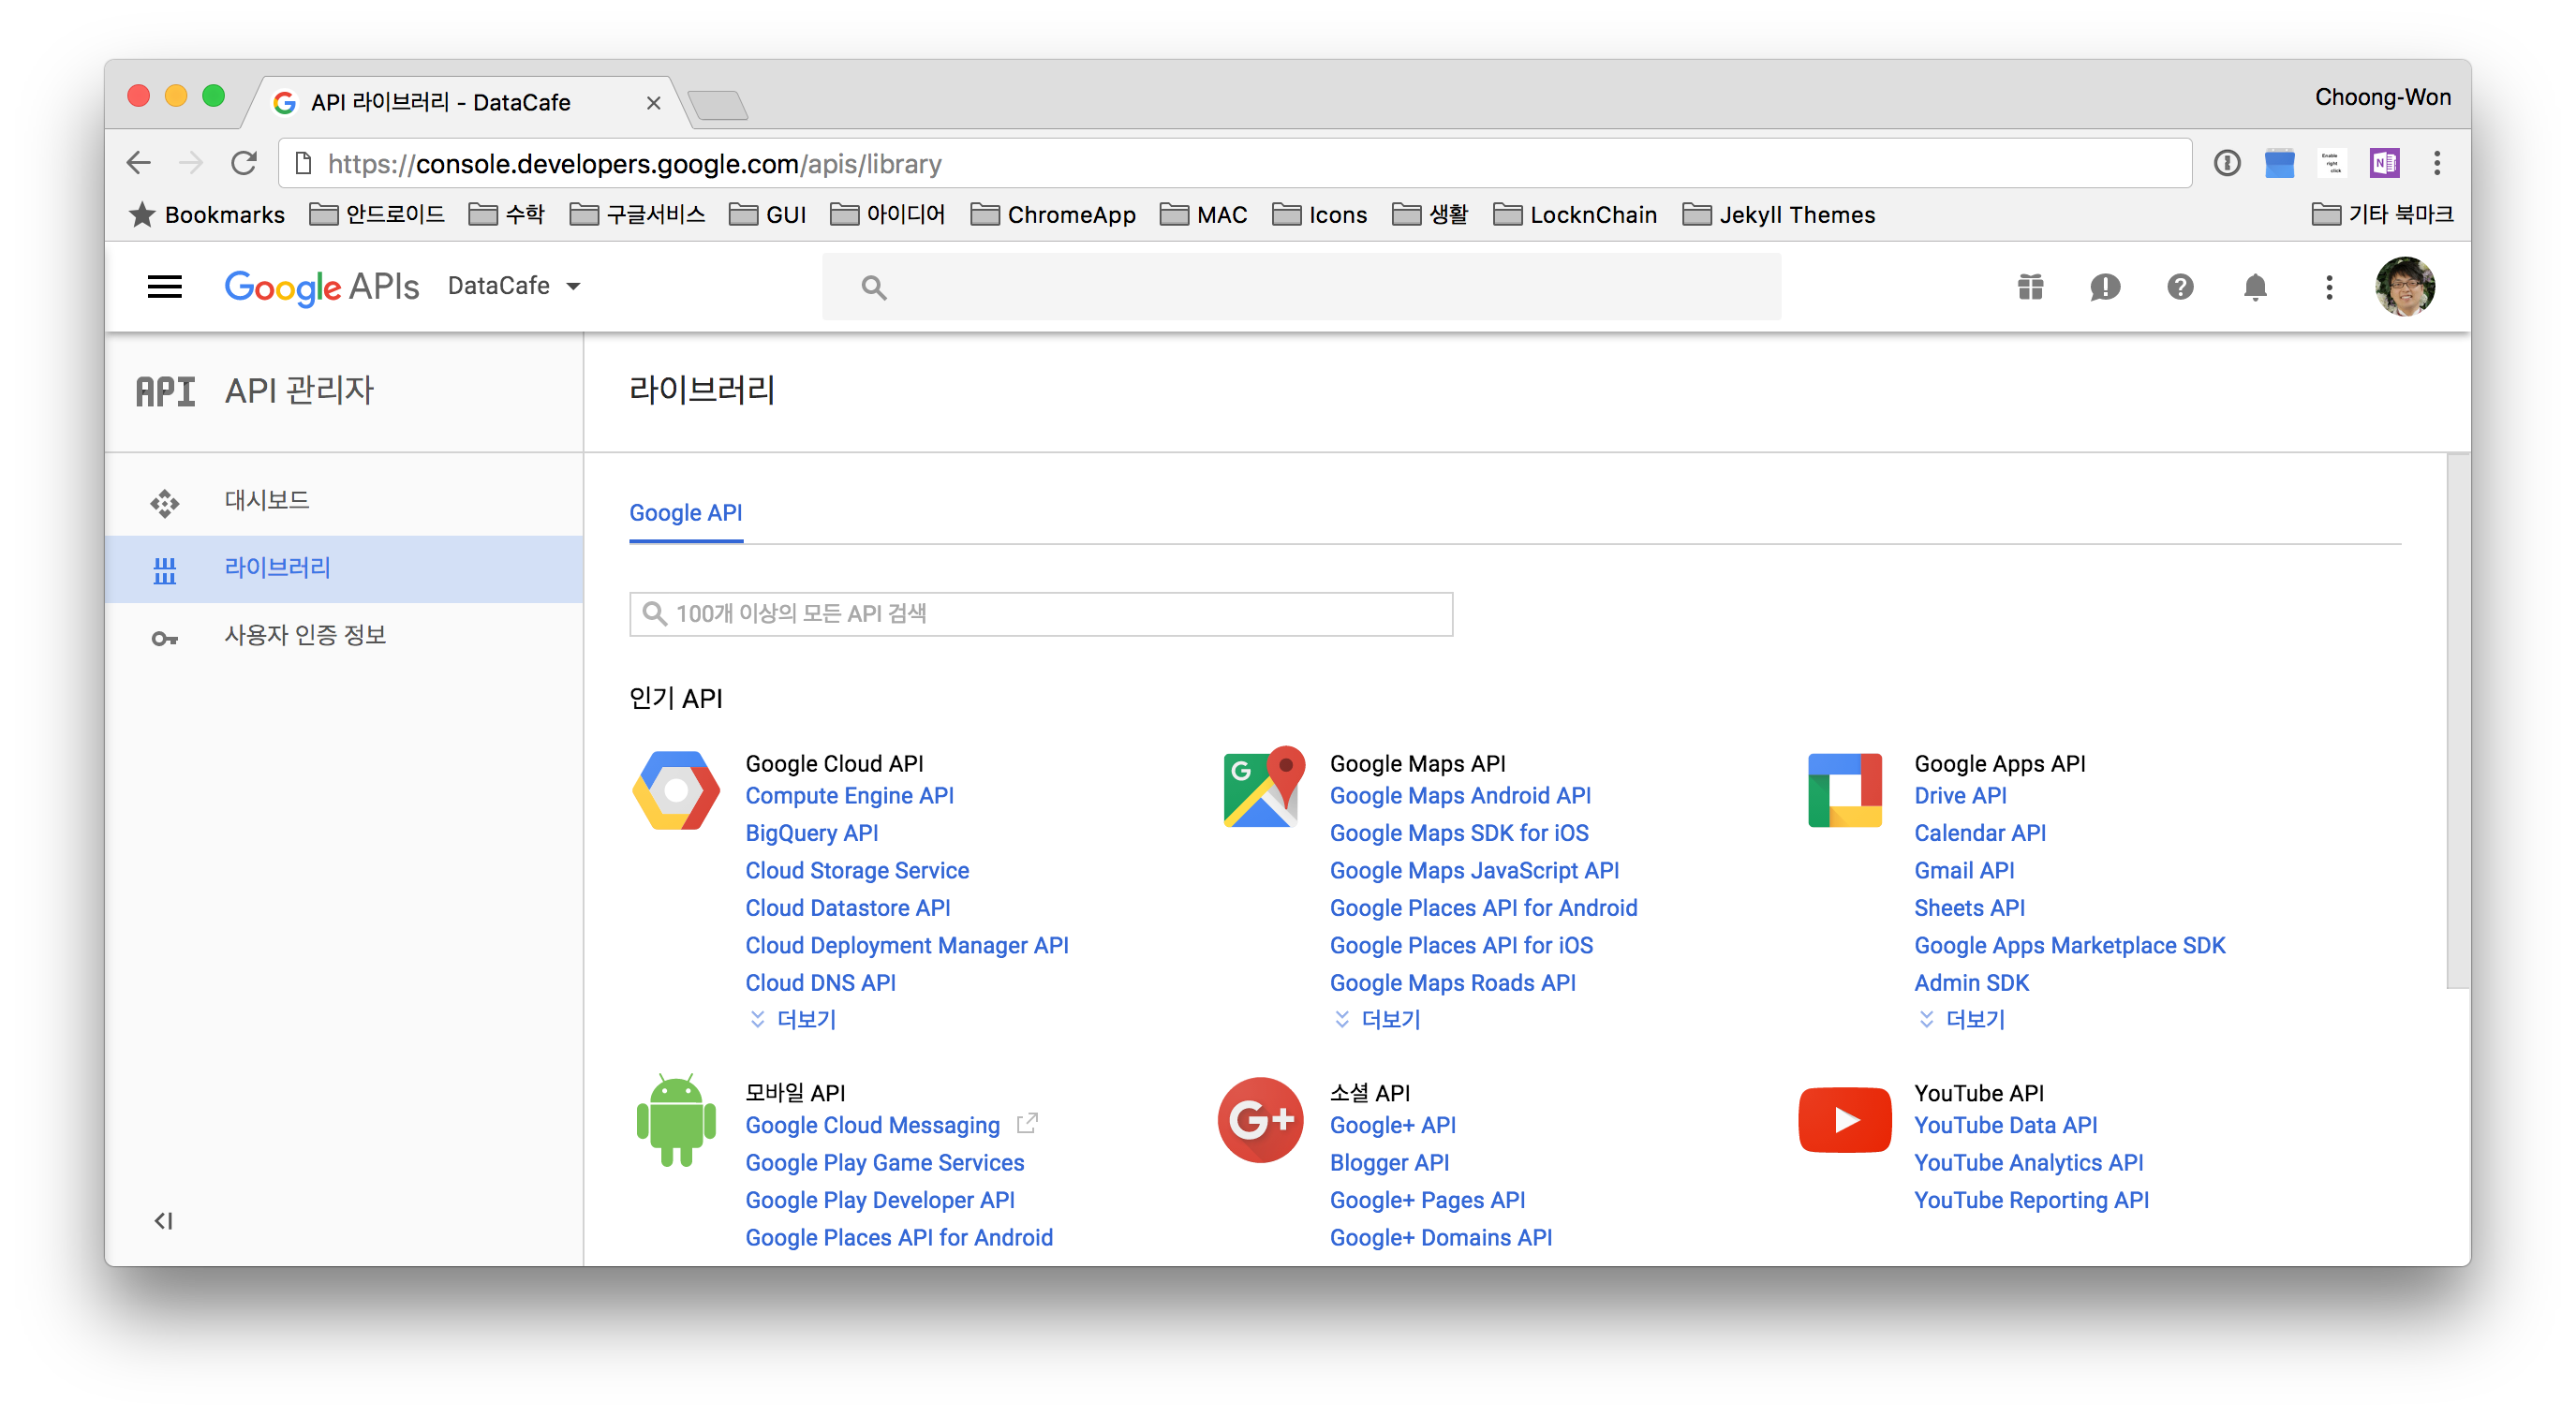 API 라이브러리 - DataCafe
Choong-Won
https://console.developers.google.com/apis/library
Enable right click
N
Bookmarks 안드로이드 수학 구글서비스 GUI 아이디어 ChromeApp MAC Icons 생활 LocknChain Jekyll Themes 기타 북마크
Google APIs DataCafe
API API 관리자
라이브러리
대시보드
라이브러리
사용자 인증 정보
Google API
100개 이상의 모든 API 검색
인기 API
Google Cloud API
Compute Engine API
BigQuery API
Cloud Storage Service
Cloud Datastore API
Cloud Deployment Manager API
Cloud DNS API
더보기
G
Google Maps API
Google Maps Android API
Google Maps SDK for iOS
Google Maps JavaScript API
Google Places API for Android
Google Places API for iOS
Google Maps Roads API
더보기
Google Apps API
Drive API
Calendar API
Gmail API
Sheets API
Google Apps Marketplace SDK
Admin SDK
더보기
모바일 API
Google Cloud Messaging
Google Play Game Services
Google Play Developer API
Google Places API for Android
G+
소셜 API
Google+ API
Blogger API
Google+ Pages API
Google+ Domains API
YouTube API
YouTube Data API
YouTube Analytics API
YouTube Reporting API